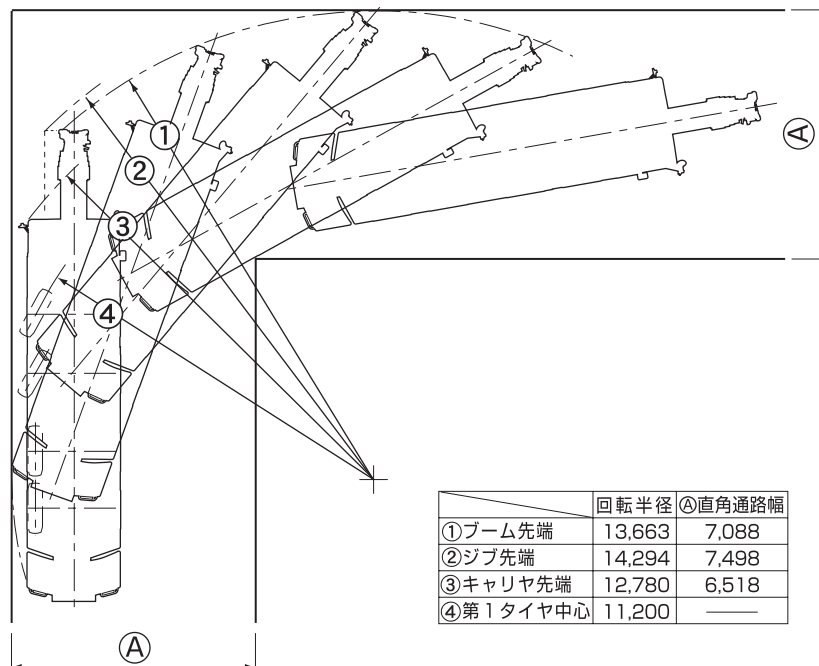 ①
②
③
④
Ⓐ
Ⓐ
回転半径 Ⓐ直角通路幅
①ブーム先端 13,663 7,088
②ジブ先端 14,294 7,498
③キャリヤ先端 12,780 6,518
④第1タイヤ中心 11,200 ——